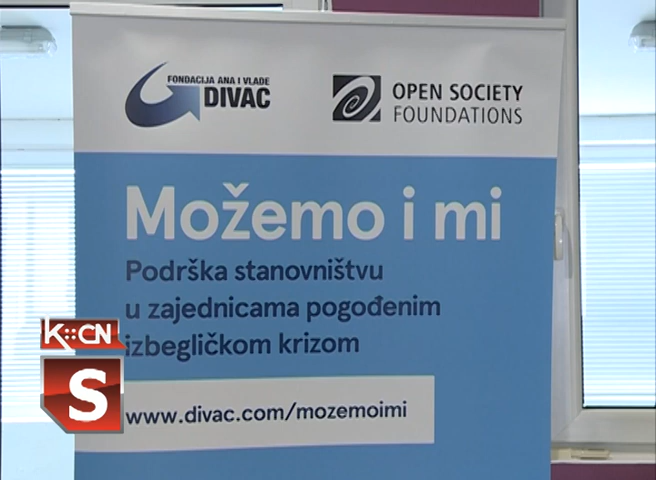 FONDACIJA ANA I VLADE
DIVAC
OPEN SOCIETY
FOUNDATIONS
Možemo i mi
Podrška stanovništvu
u zajednicama pogođenim
izbegličkom krizom
www.divac.com/mozemoimi
K::CN
S